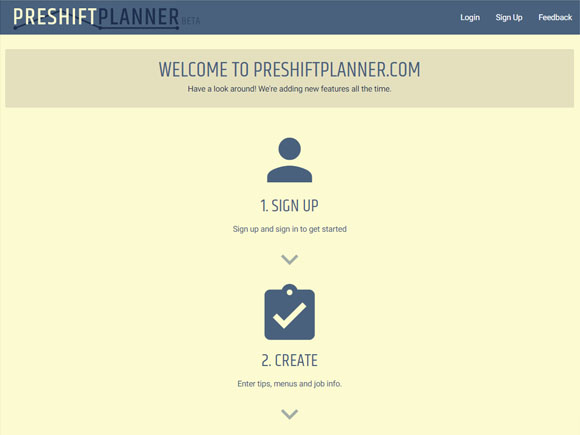 PRESHIFTPLANNER BETA
Login Sign Up Feedback
WELCOME TO PRESHIFTPLANNER.COM
Have a look around! We're adding new features all the time.
1. SIGN UP
Sign up and sign in to get started
2. CREATE
Enter tips, menus and job info.